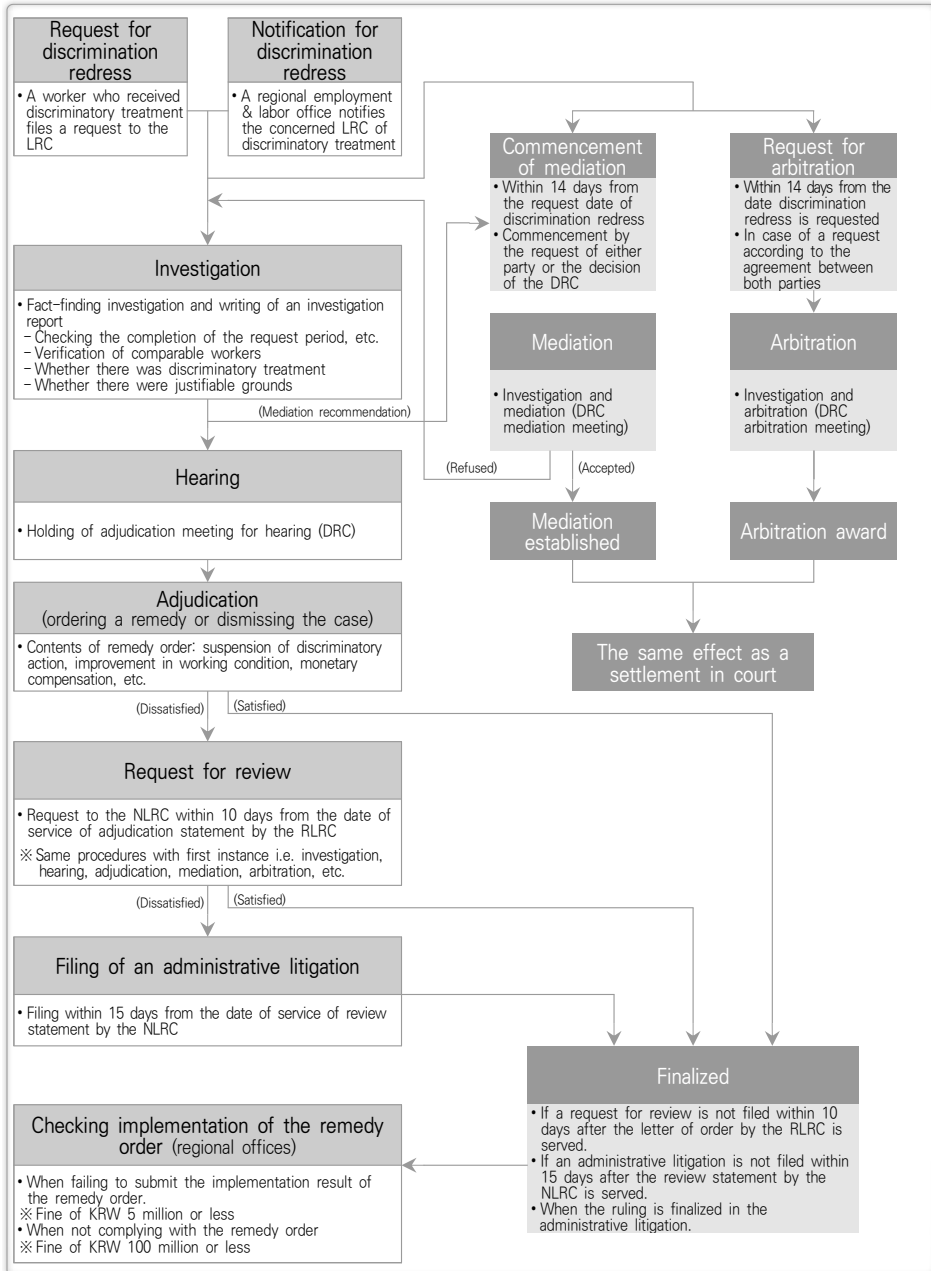 Request for
discrimination
redress
• A worker who received
discriminatory treatment
files a request to the
LRC
Notification for
discrimination
redress
• A regional employment
& labor office notifies
the concerned LRC of
discriminatory treatment
Commencement
of mediation
• Within 14 days from
the request date of
discrimination redress
• Commencement by
the request of either
party or the decision
of the DRC
Request for
arbitration
• Within 14 days from the
date discrimination
redress is requested
• In case of a request
according to the
agreement between
both parties
Investigation
• Fact-finding investigation and writing of an investigation
report
- Checking the completion of the request period, etc.
- Verification of comparable workers
- Whether there was discriminatory treatment
- Whether there were justifiable grounds
(Mediation recommendation)
Mediation
• Investigation and
mediation (DRC
mediation meeting)
Arbitration
• Investigation and
arbitration (DRC
arbitration meeting)
(Refused)
(Accepted)
Hearing
• Holding of adjudication meeting for hearing (DRC)
Mediation
established
Arbitration award
Adjudication
(ordering a remedy or dismissing the case)
• Contents of remedy order: suspension of discriminatory
action, improvement in working condition, monetary
compensation, etc.
The same effect as a
settlement in court
(Dissatisfied)
(Satisfied)
Request for review
• Request to the NLRC within 10 days from the date of
service of adjudication statement by the RLRC
※ Same procedures with first instance i.e. investigation,
hearing, adjudication, mediation, arbitration, etc.
(Dissatisfied)
(Satisfied)
Filing of an administrative litigation
• Filing within 15 days from the date of service of review
statement by the NLRC
Finalized
• If a request for review is not filed within 10
days after the letter of order by the RLRC is
served.
• If an administrative litigation is not filed within
15 days after the review statement by the
NLRC is served.
• When the ruling is finalized in the
administrative litigation.
Checking implementation of the remedy
order (regional offices)
• When failing to submit the implementation result of
the remedy order.
※ Fine of KRW 5 million or less
• When not complying with the remedy order
※ Fine of KRW 100 million or less